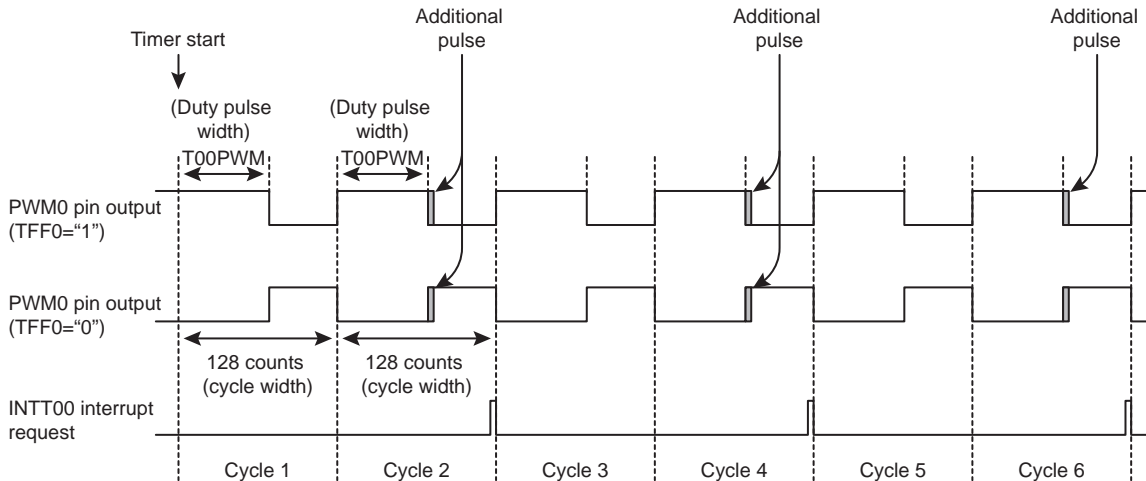 Additional
pulse
Additional
pulse
Additional
pulse
Timer start
(Duty pulse
width)
T00PWM
(Duty pulse
width)
T00PWM
PWM0 pin output
(TFF0=“1”)
PWM0 pin output
(TFF0=“0”)
128 counts
(cycle width)
128 counts
(cycle width)
INTT00 interrupt
request
Cycle 1
Cycle 2
Cycle 3
Cycle 4
Cycle 5
Cycle 6